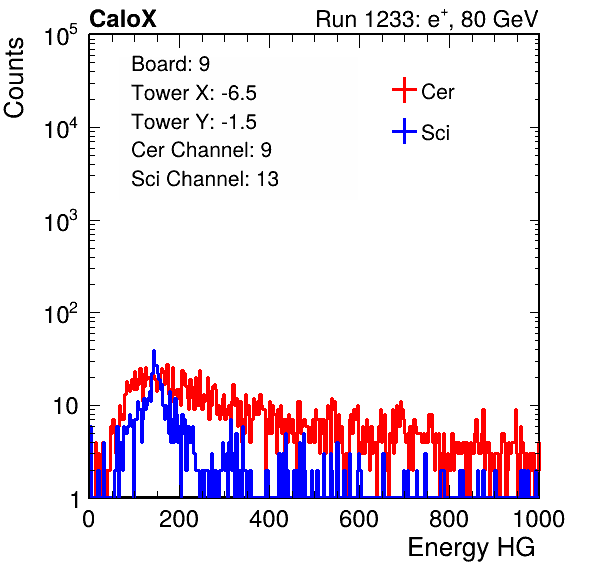 CaloX Run 1233: e⁺, 80 GeV
Counts
10⁵
10⁴
10³
10²
10
1
Board: 9
Tower X: -6.5
Tower Y: -1.5
Cer Channel: 9
Sci Channel: 13
Cer
Sci
0 200 400 600 800 1000
Energy HG